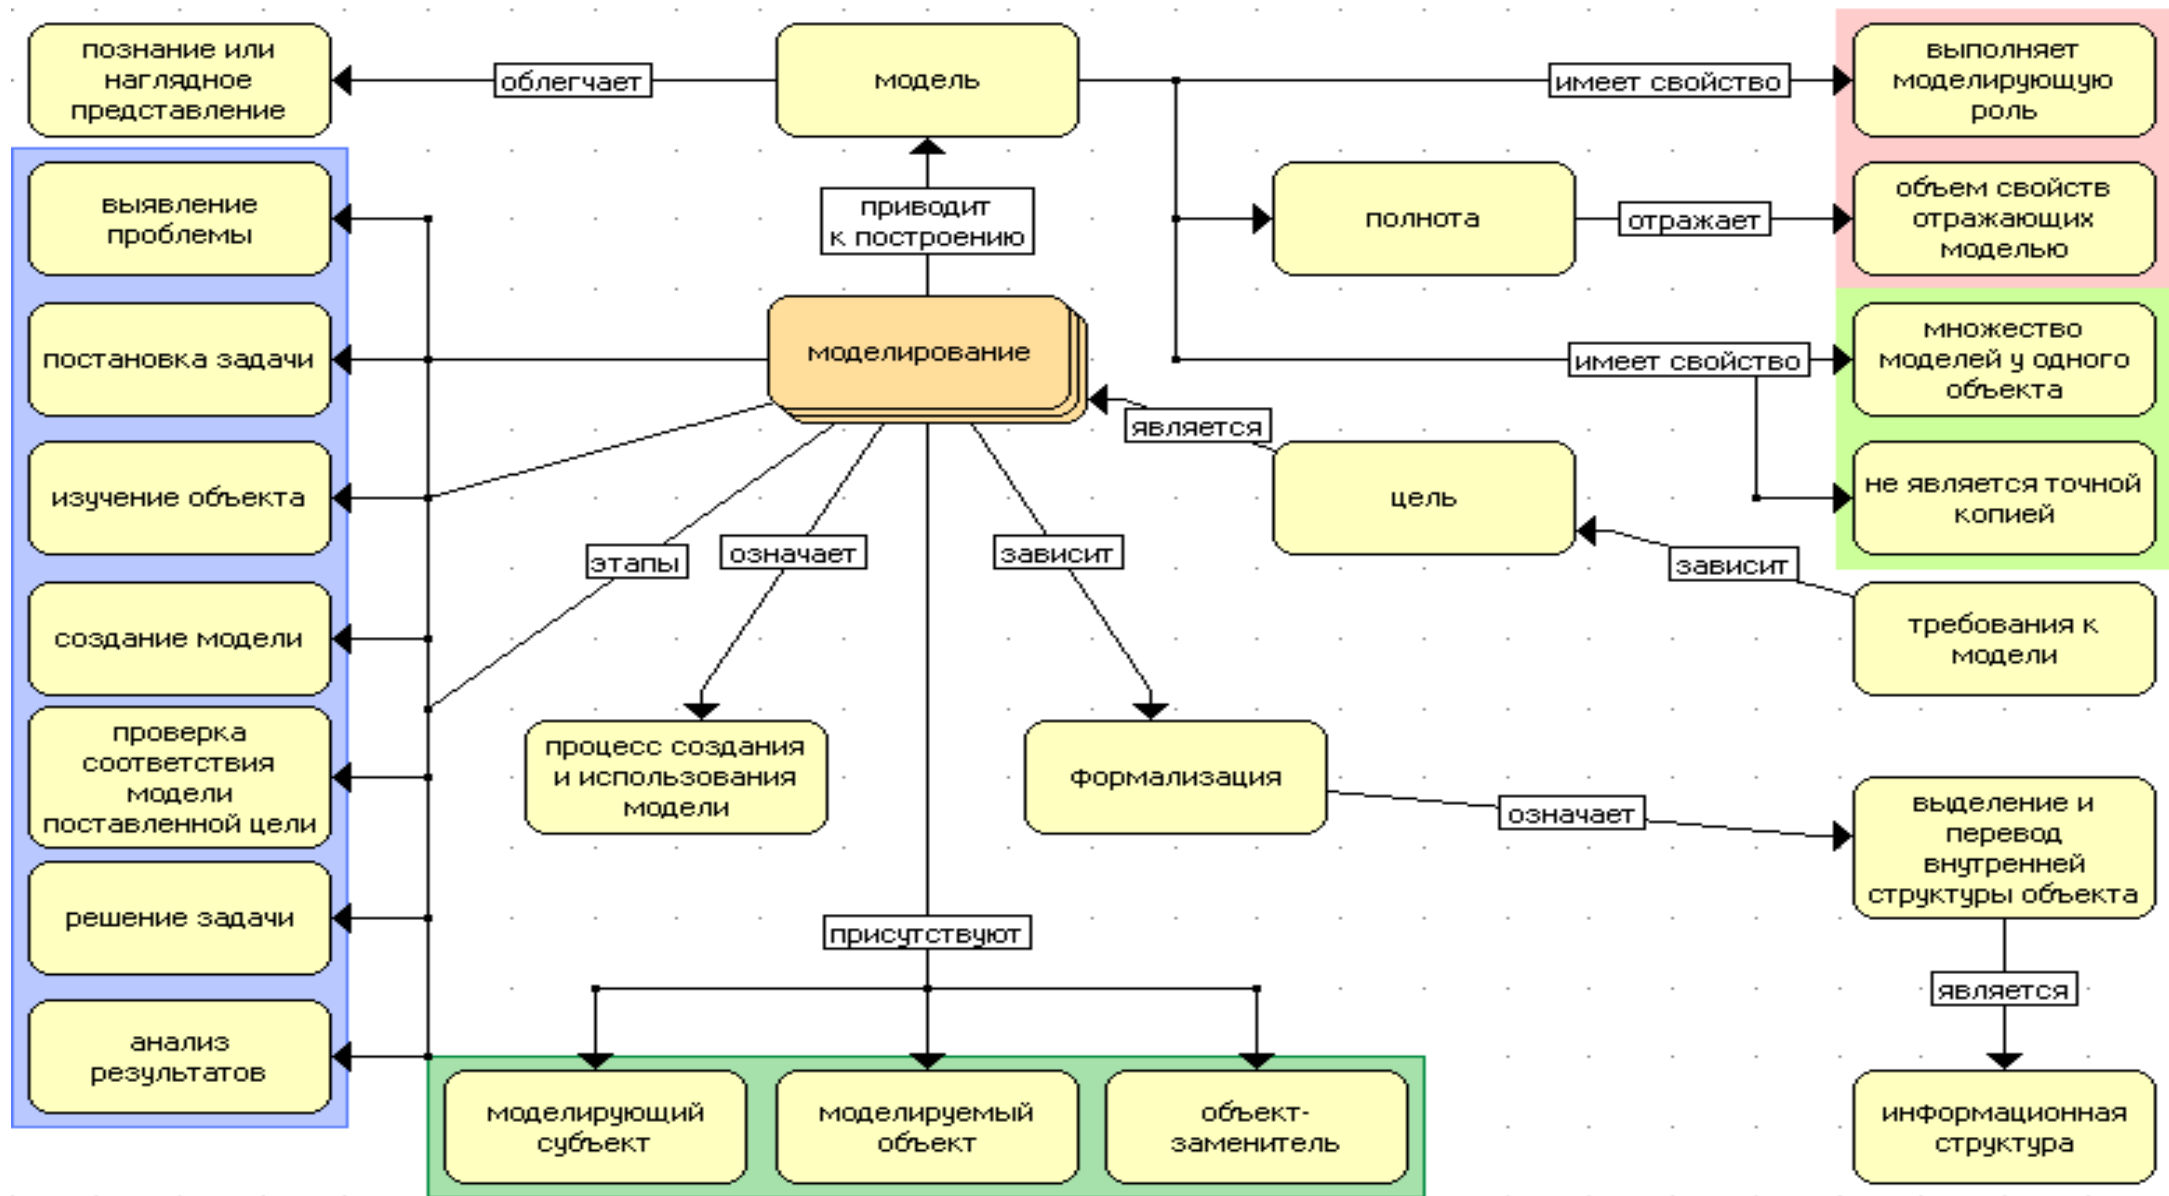 познание или
наглядное
представление
облегчает
модель
имеет свойство
выполняет
моделирующую
роль
выявление
проблемы
приводит
к построению
полнота
отражает
объем свойств
отражающих
моделью
постановка задачи
моделирование
имеет свойство
множество
моделей у одного
объекта
является
изучение объекта
цель
не является точной
копией
этапы
означает
зависит
зависит
создание модели
требования к
модели
проверка
соответствия
модели
поставленной цели
процесс создания
и использования
модели
формализация
означает
выделение и
перевод
внутренней
структуры объекта
решение задачи
присутствуют
является
анализ
результатов
моделирующий
субъект
моделируемый
объект
объект-
заменитель
информационная
структура